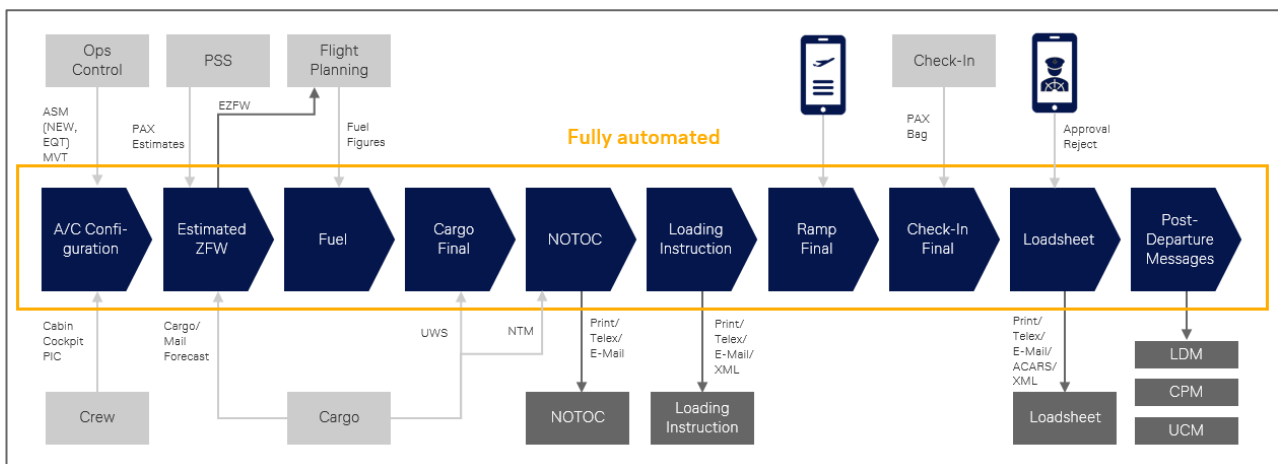 Ops
Control
PSS
Flight
Planning
Check-In
ASM
(NEW,
EQT)
MVT
PAX
Estimates
EZFW
Fuel
Figures
Fully automated
PAX
Bag
Approval
Reject
A/C Confi-
guration
Estimated
ZFW
Fuel
Cargo
Final
NOTOC
Loading
Instruction
Ramp
Final
Check-In
Final
Loadsheet
Post-
Departure
Messages
Cabin
Cockpit
PIC
Cargo/
Mail
Forecast
UWS
NTM
Print/
Telex/
E-Mail
Print/
Telex/
E-Mail/
XML
Print/
Telex/
E-Mail/
ACARS/
XML
Crew
Cargo
NOTOC
Loading
Instruction
Loadsheet
LDM
CPM
UCM